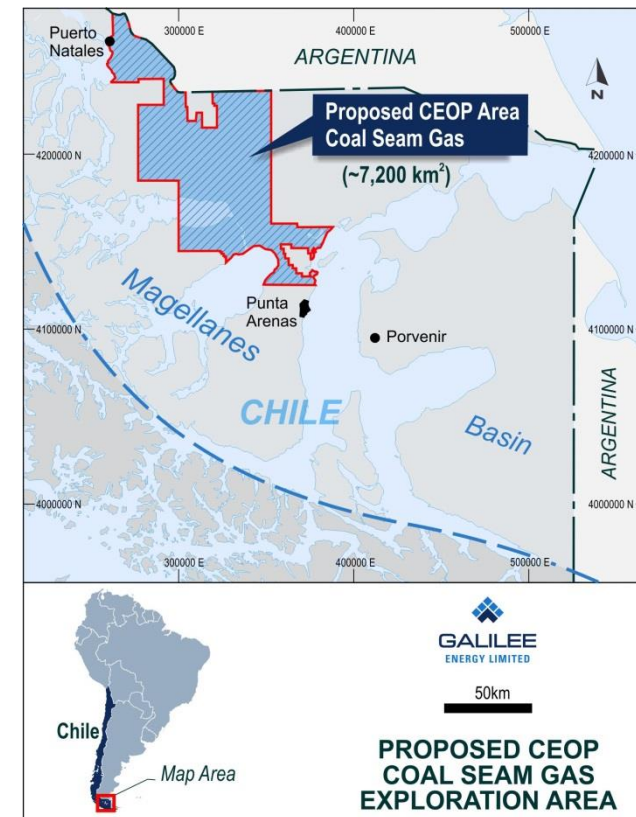 300000 E
400000 E
500000 E
Puerto
Natales
ARGENTINA
N
Proposed CEOP Area
Coal Seam Gas
(~7,200 km²)
4200000 N
4200000 N
Magellanes
Punta
Arenas
Porvenir
4100000 N
4100000 N
CHILE
Basin
ARGENTINA
4000000 N
4000000 N
300000 E
400000 E
500000 E
Chile
Map Area
GALILEE
ENERGY LIMITED
50km
PROPOSED CEOP
COAL SEAM GAS
EXPLORATION AREA